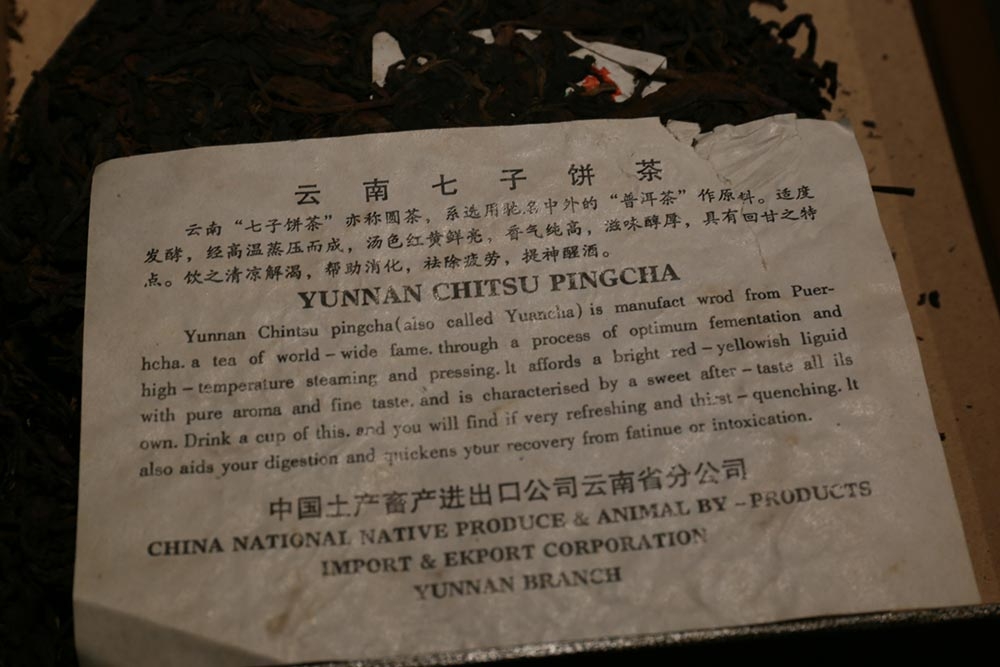 云南七子饼茶
云南“七子饼茶”亦称圆茶，系选用驰名中外的“普洱茶”作原料。适度
发酵，经高温蒸压而成，汤色红黄鲜亮，香气纯高，滋味醇厚，具有回甘之特
点。饮之清凉解渴，帮助消化，祛除疲劳，提神醒酒。
YUNNAN CHITSU PINGCHA
Yunnan Chintsu pingcha(aiso called Yuancha) is manufact wrod from Puer-
hcha. a tea of world – wide fame. through a process of optimum fementation and
high – temperature steaming and pressing. It affords a bright red – yellowish liguid
with pure aroma and fine taste. and is characterised by a sweet after – taste all ils
own. Drink a cup of this. and you will find if very refreshing and thirst – quenching. It
also aids your digestion and quickens your recovery from fatinue or intoxication.
中国土产畜产进出口公司云南省分公司
CHINA NATIONAL NATIVE PRODUCE & ANIMAL BY – PRODUCTS
IMPORT & EKPORT CORPORATION
YUNNAN BRANCH